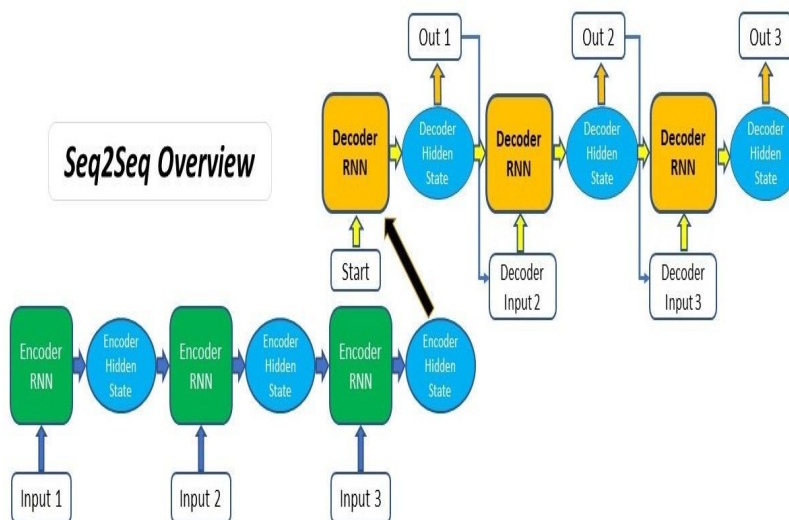 Seq2Seq Overview
Out 1
Out 2
Out 3
Decoder
RNN
Decoder
Hidden
State
Decoder
RNN
Decoder
Hidden
State
Decoder
RNN
Decoder
Hidden
State
Start
Decoder
Input 2
Decoder
Input 3
Encoder
RNN
Encoder
Hidden
State
Encoder
RNN
Encoder
Hidden
State
Encoder
RNN
Encoder
Hidden
State
Input 1
Input 2
Input 3